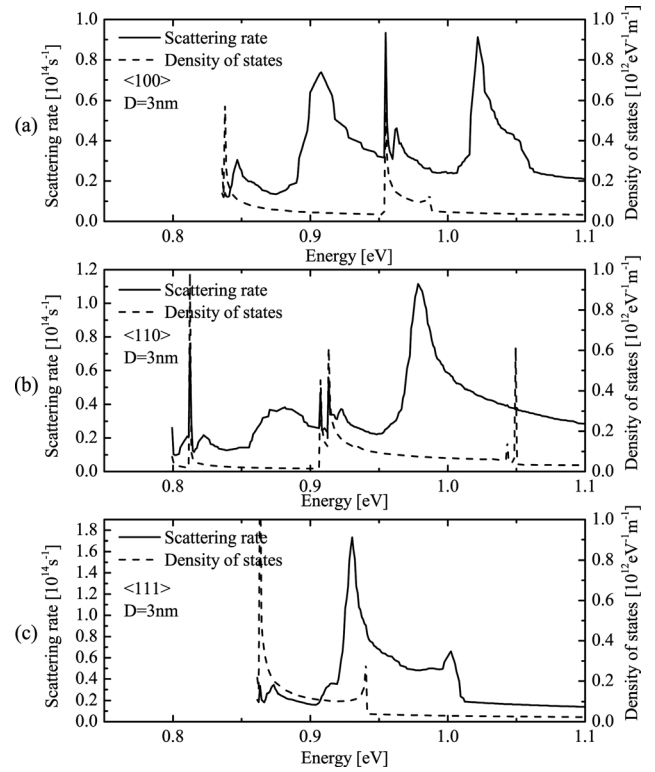 (a)
Scattering rate [10¹⁴s⁻¹]
1.0
0.8
0.6
0.4
0.2
0.0
Scattering rate
Density of states
<100>
D=3nm
0.8 0.9 1.0 1.1
Energy [eV]
1.0
0.8
0.6
0.4
0.2
0.0
Density of states [10¹²eV⁻¹m⁻¹]
(b)
Scattering rate [10¹⁴s⁻¹]
1.2
1.0
0.8
0.6
0.4
0.2
0.0
Scattering rate
Density of states
<110>
D=3nm
0.8 0.9 1.0 1.1
Energy [eV]
1.0
0.8
0.6
0.4
0.2
0.0
Density of states [10¹²eV⁻¹m⁻¹]
(c)
Scattering rate [10¹⁴s⁻¹]
1.8
1.6
1.4
1.2
1.0
0.8
0.6
0.4
0.2
0.0
Scattering rate
Density of states
<111>
D=3nm
0.8 0.9 1.0 1.1
Energy [eV]
1.0
0.8
0.6
0.4
0.2
0.0
Density of states [10¹²eV⁻¹m⁻¹]